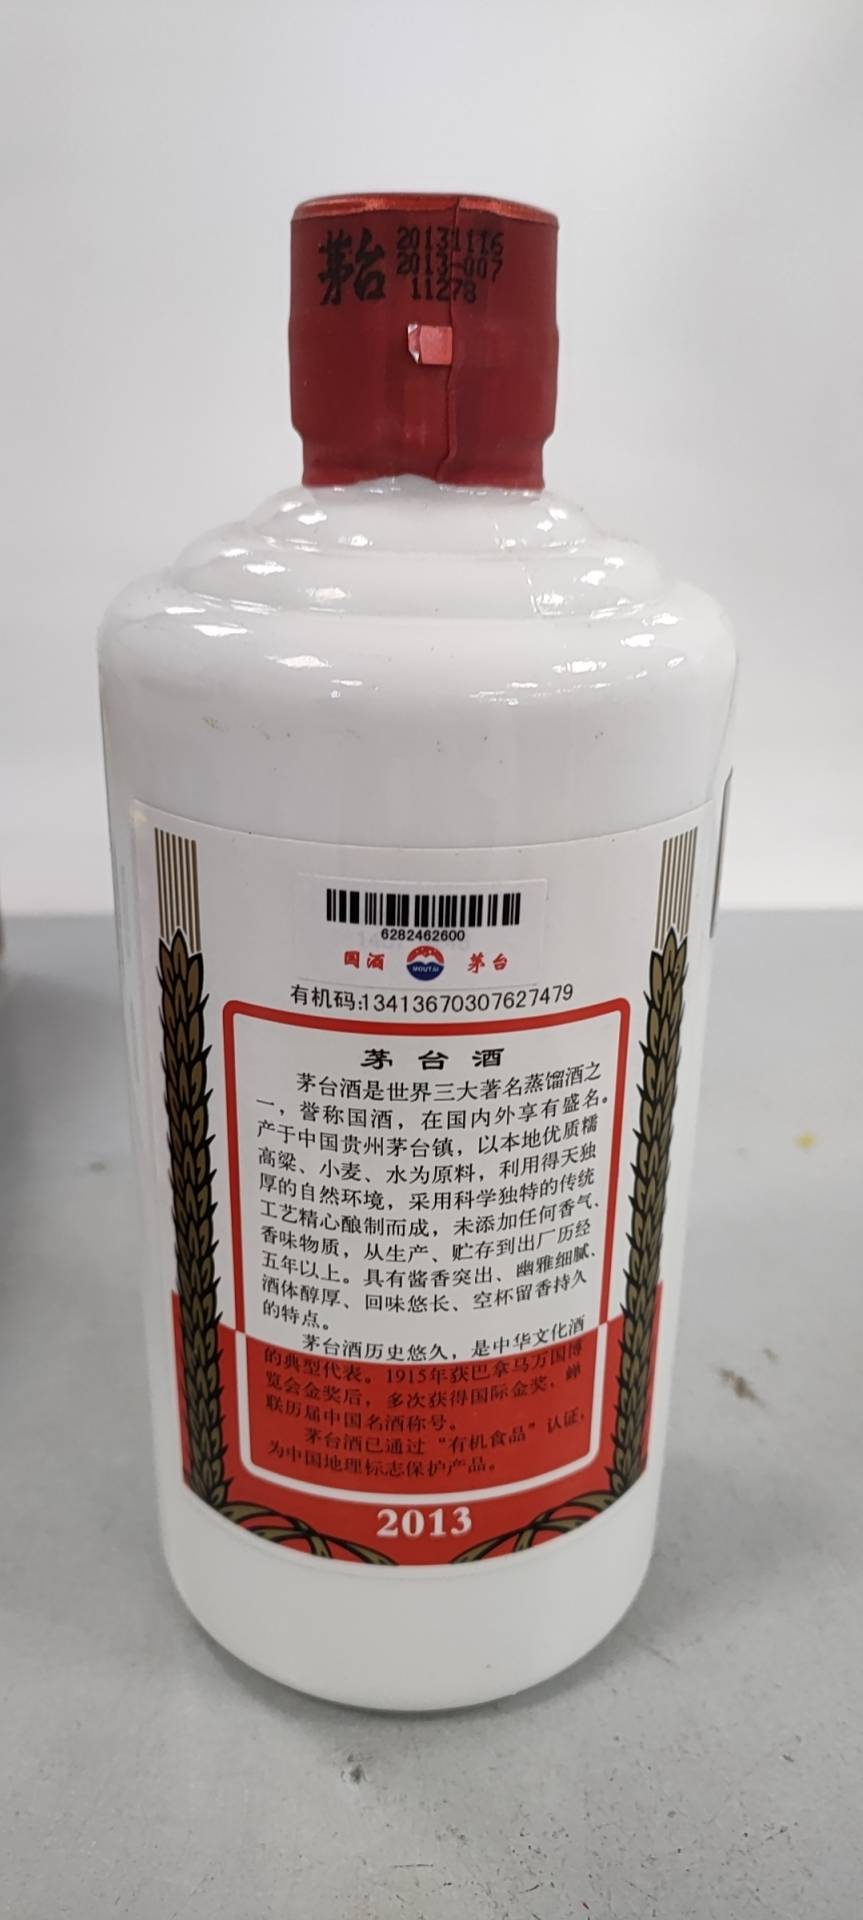 茅台
20131116
2013-007
11278
6282462600
国酒
MOUTAI
茅台
有机码:13413670307627479
茅台酒
茅台酒是世界三大著名蒸馏酒之
一，誉称国酒，在国内外享有盛名。
产于中国贵州茅台镇，以本地优质糯
高粱、小麦、水为原料，利用得天独
厚的自然环境，采用科学独特的传统
工艺精心酿制而成，未添加任何香气、
香味物质，从生产、贮存到出厂历经
五年以上。具有酱香突出、幽雅细腻、
酒体醇厚、回味悠长、空杯留香持久
的特点。
茅台酒历史悠久，是中华文化酒
的典型代表。1915年获巴拿马万国博
览会金奖后，多次获得国际金奖，蝉
联历届中国名酒称号。
茅台酒已通过“有机食品”认证，
为中国地理标志保护产品。
2013